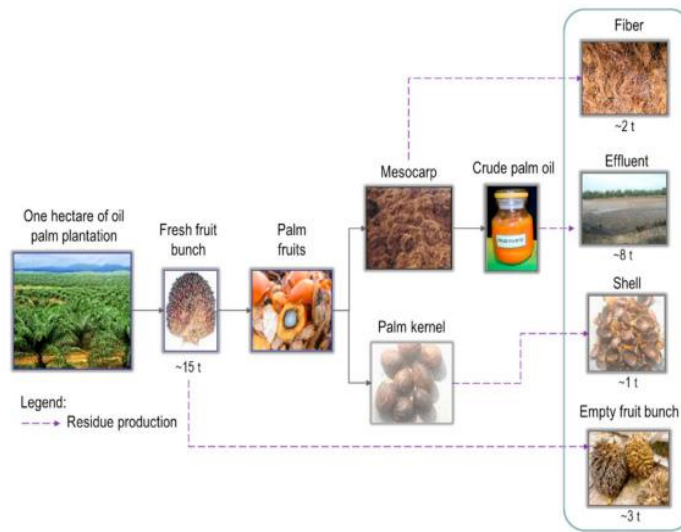 Fiber
~2 t
Mesocarp
Crude palm oil
Effluent
~8 t
One hectare of oil
palm plantation
Fresh fruit
bunch
Palm
fruits
~15 t
Palm kernel
Shell
~1 t
Legend:
Residue production
Empty fruit bunch
~3 t